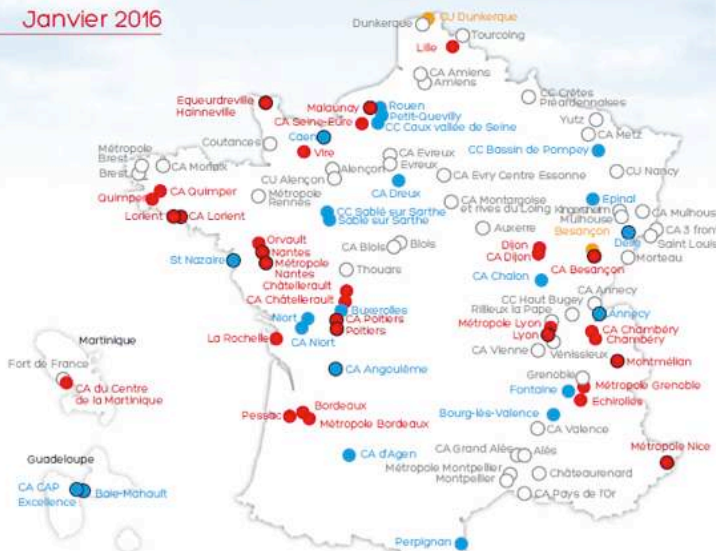 Janvier 2016
CU Dunkerque
Dunkerque
Tourcoing
Lille
CA Amiens
Amiens
CC Crêtes
Préardennaises
Equeurdreville
Hainneville
Malaunay
Rouen
Petit-Quevilly
CA Seine-Eure
CC Caux vallée de Seine
Yutz
CA Metz
Caen
Coutances
Vire
CC Bassin de Pompey
Métropole
Brest
Brest
CA Morlaix
Alençon
CU Alençon
CA Evreux
Evreux
CA Evry Centre Essonne
CU Nancy
CA Dreux
Quimper
CA Quimper
Métropole
Rennes
CA Montargoise
et rives du Loing
Epinal
Kingersheim
Mulhouse
CA Mulhouse
Lorient
CA Lorient
CC Sablé sur Sarthe
Sablé sur Sarthe
Auxerre
Besançon
Delle
CA 3 front
Saint Louis
Orvault
Nantes
Métropole
Nantes
CA Blois
Blois
Dijon
CA Dijon
CA Besançon
Morteau
St Nazaire
Thouars
CA Chalon
Châtellerault
CA Châtellerault
CA Annecy
CC Haut Bugey
Annecy
Buxerolles
Rillieux la Pape
Niort
CA Niort
CA Poitiers
Poitiers
Métropole Lyon
Lyon
CA Chambéry
Chambéry
La Rochelle
CA Vienne
Vénissieux
Montmélian
Martinique
Fort de France
CA du Centre
de la Martinique
CA Angoulême
Grenoble
Métropole Grenoble
Fontaine
Echirolles
Pessac
Bordeaux
Métropole Bordeaux
Bourg-lès-Valence
CA Valence
Guadeloupe
CA CAP
Excellence
Baie-Mahault
CA d'Agen
CA Grand Alès
Alès
Métropole Nice
Métropole Montpellier
Montpellier
Châteaurenard
CA Pays de l'Or
Perpignan